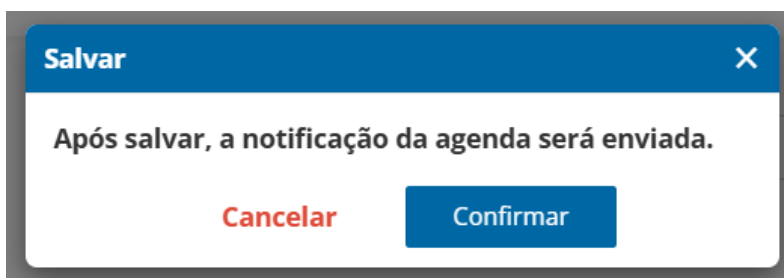 Salvar
Após salvar, a notificação da agenda será enviada.
Cancelar
Confirmar